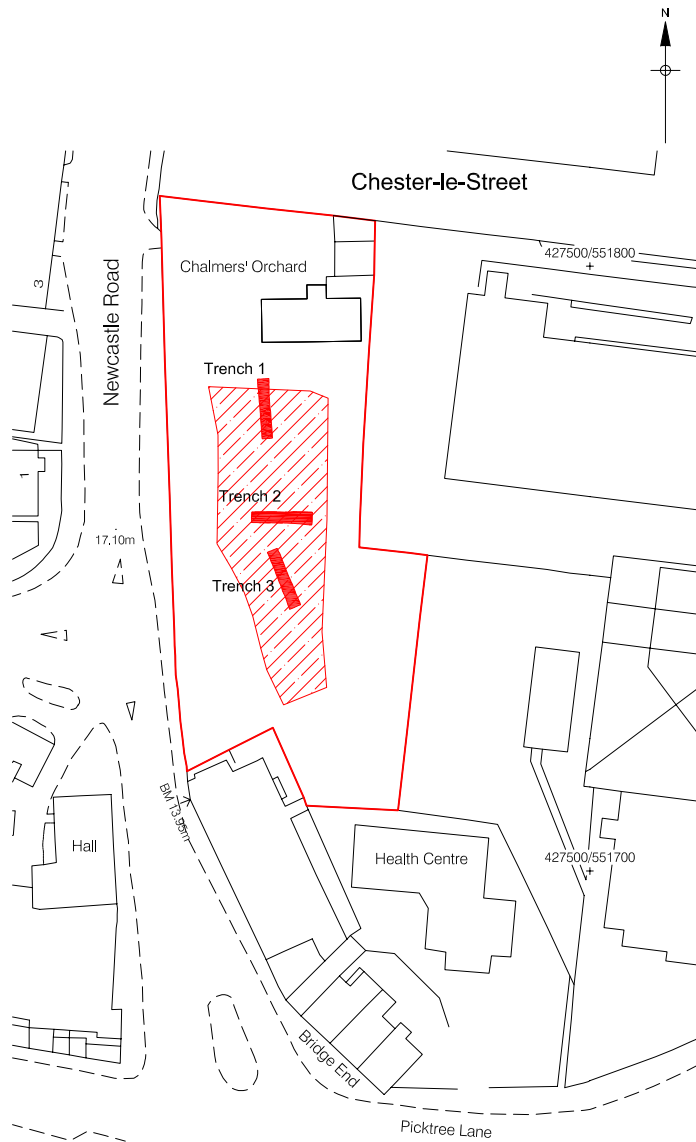 N
Chester-le-Street
427500/551800
Chalmers' Orchard
3
Newcastle Road
Trench 1
1
Trench 2
17.10m
Trench 3
BM 13.95m
Hall
Health Centre
427500/551700
Bridge End
Picktree Lane